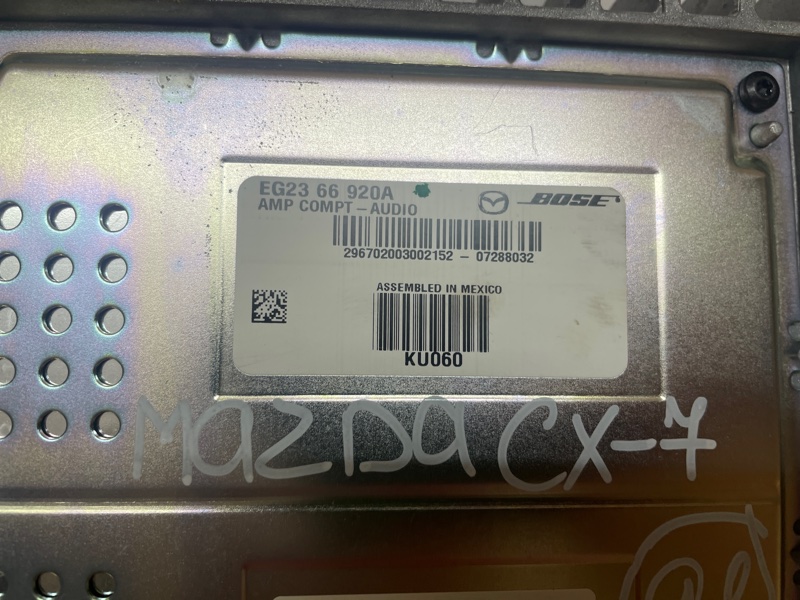 EG23 66 920A
BOSE
AMP COMPT-AUDIO
296702003002152 - 07288032
ASSEMBLED IN MEXICO
KU060
MAZDA CX-7